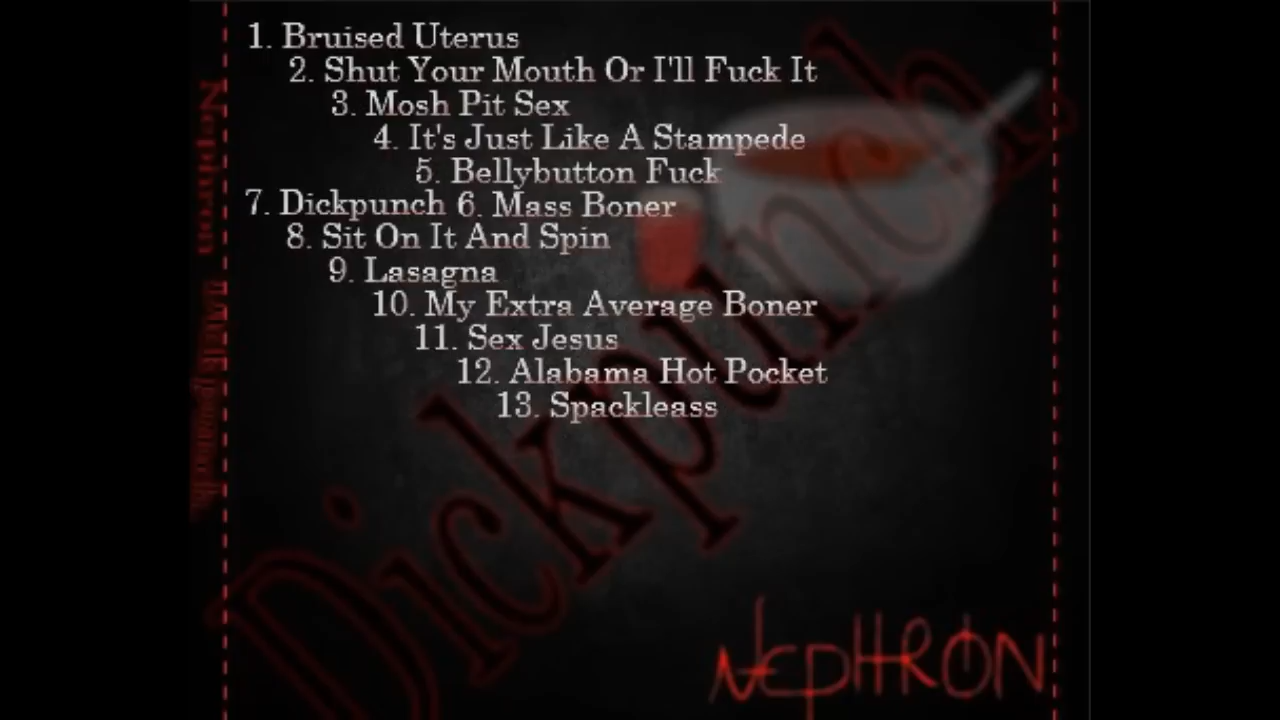 1. Bruised Uterus
2. Shut Your Mouth Or I'll Fuck It
3. Mosh Pit Sex
4. It's Just Like A Stampede
5. Bellybutton Fuck
7. Dickpunch 6. Mass Boner
8. Sit On It And Spin
9. Lasagna
10. My Extra Average Boner
11. Sex Jesus
12. Alabama Hot Pocket
13. Spackleass
Dickpunch
Nephron
NEPHRON